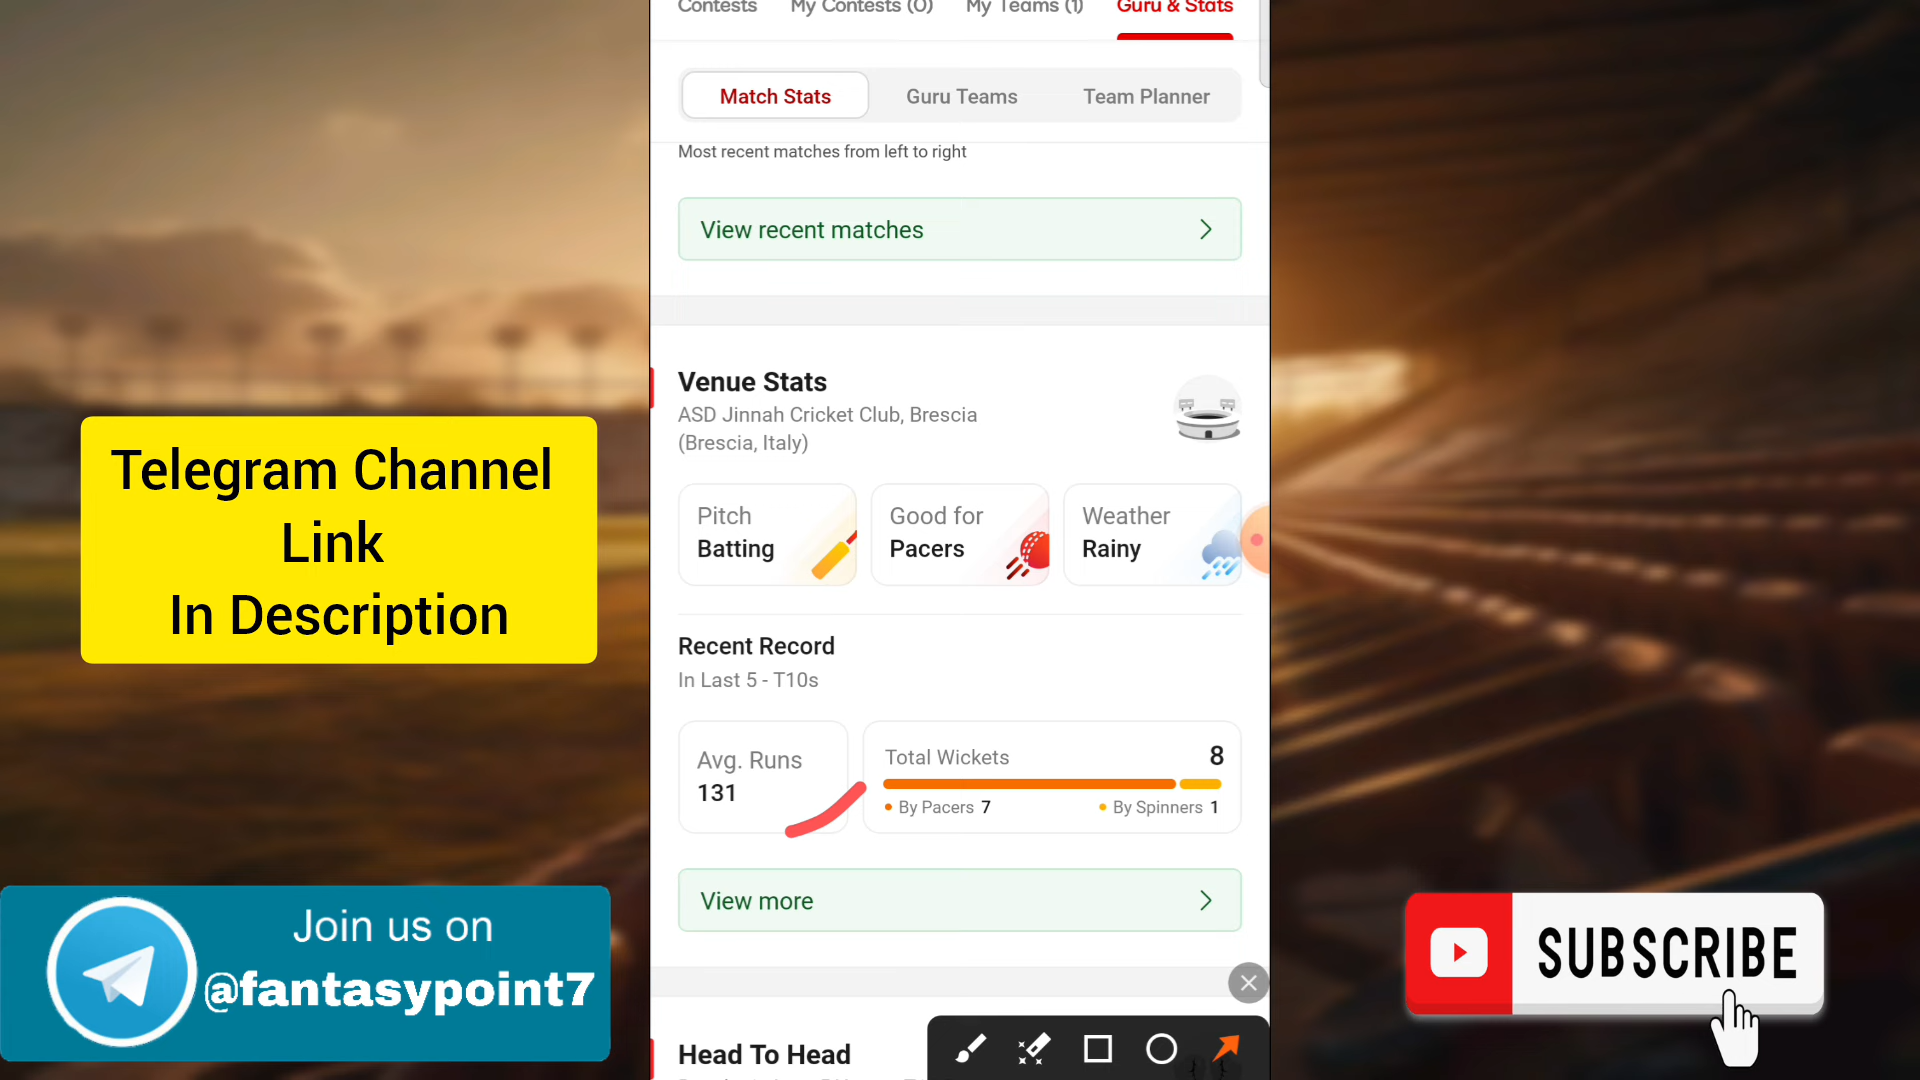 Contests My Contests (0) My Teams (1) Guru & Stats
Match Stats Guru Teams Team Planner
Most recent matches from left to right
View recent matches
Venue Stats
ASD Jinnah Cricket Club, Brescia
(Brescia, Italy)
Pitch
Batting
Good for
Pacers
Weather
Rainy
Recent Record
In Last 5 - T10s
Avg. Runs
131
Total Wickets 8
By Pacers 7 By Spinners 1
View more
Head To Head
Telegram Channel
Link
In Description
Join us on
@fantasypoint7
SUBSCRIBE